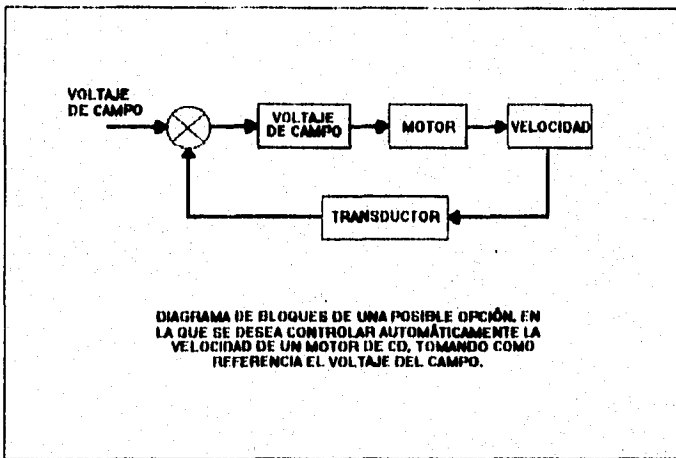 VOLTAJE
DE CAMPO
VOLTAJE
DE CAMPO
MOTOR
VELOCIDAD
TRANSDUCTOR
DIAGRAMA DE BLOQUES DE UNA POSIBLE OPCIÓN, EN
LA QUE SE DESEA CONTROLAR AUTOMÁTICAMENTE LA
VELOCIDAD DE UN MOTOR DE CD, TOMANDO COMO
REFERENCIA EL VOLTAJE DEL CAMPO.